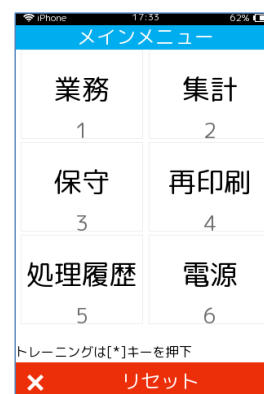 iPhone 17:33 62%
メインメニュー
業務 集計
1 2
保守 再印刷
3 4
処理履歴 電源
5 6
トレーニングは[*]キーを押下
× リセット